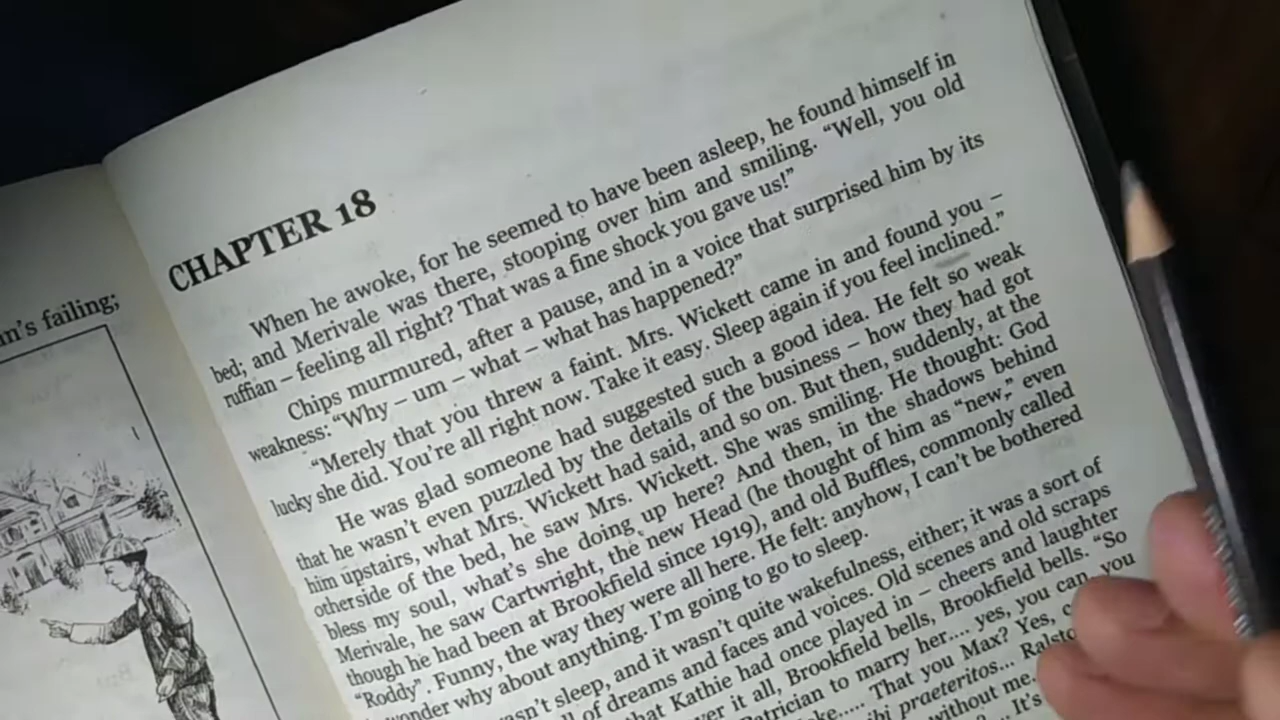 n's failing;
CHAPTER 18
When he awoke, for he seemed to have been asleep, he found himself in
bed; and Merivale was there, stooping over him and smiling. “Well, you old
ruffian – feeling all right? That was a fine shock you gave us!”
Chips murmured, after a pause, and in a voice that surprised him by its
weakness: “Why – um – what – what has happened?”
“Merely that you threw a faint. Mrs. Wickett came in and found you –
lucky she did. You're all right now. Take it easy. Sleep again if you feel inclined.”
He was glad someone had suggested such a good idea. He felt so weak
that he wasn't even puzzled by the details of the business – how they had got
him upstairs, what Mrs. Wickett had said, and so on. But then, suddenly, at the
otherside of the bed, he saw Mrs. Wickett. She was smiling. He thought: God
bless my soul, what's she doing up here? And then, in the shadows behind
Merivale, he saw Cartwright, the new Head (he thought of him as “new,” even
though he had been at Brookfield since 1919), and old Buffles, commonly called
“Roddy”. Funny, the way they were all here. He felt: anyhow, I can't be bothered
wonder why about anything. I'm going to go to sleep.
sn't sleep, and it wasn't quite wakefulness, either; it was a sort of
of dreams and faces and voices. Old scenes and old scraps
that Kathie had once played in – cheers and laughter
er it all, Brookfield bells, Brookfield bells. “So
Patrician to marry her.... yes, you can, you
oke..... That you Max? Yes, c
ibi praeteritos... Ralsto
without me.
It's